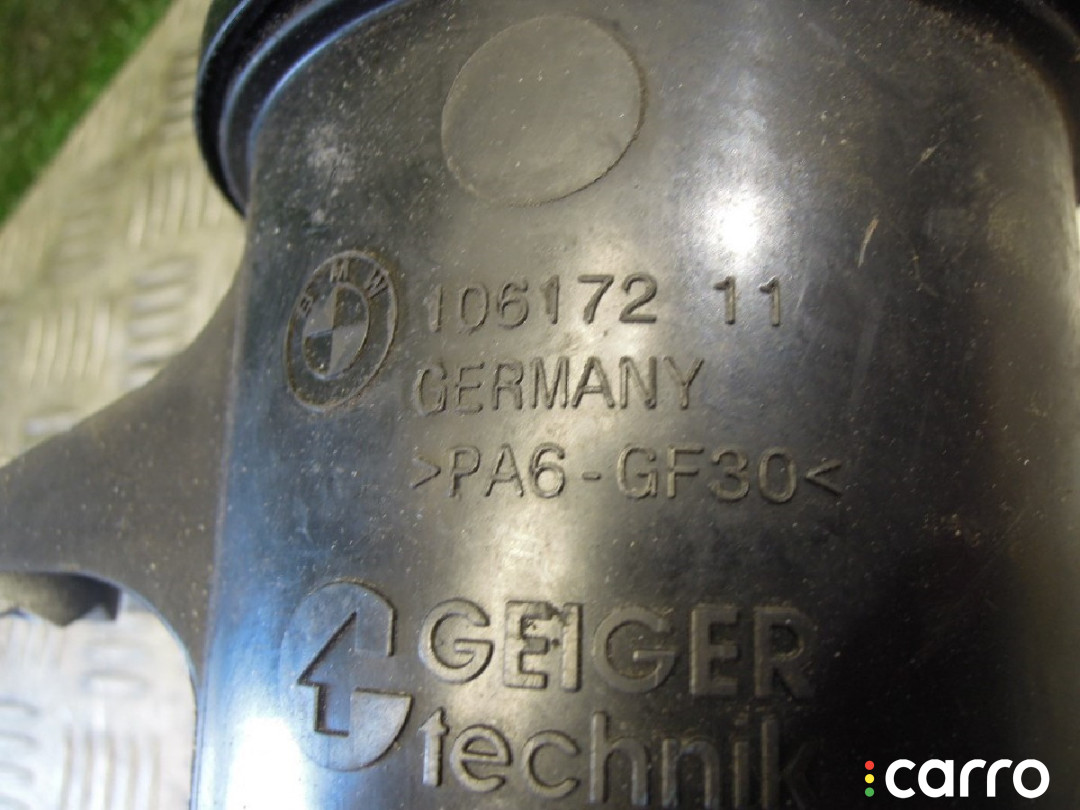 BMW
106172 11
GERMANY
>PA6-GF30<
GEIGER
technik
carro